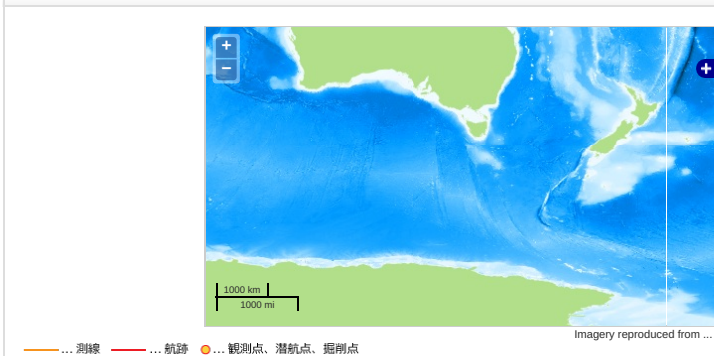 +
−
+
1000 km
1000 mi
Imagery reproduced from ...
... 測線 ... 航跡 ... 観測点、潜航点、掘削点